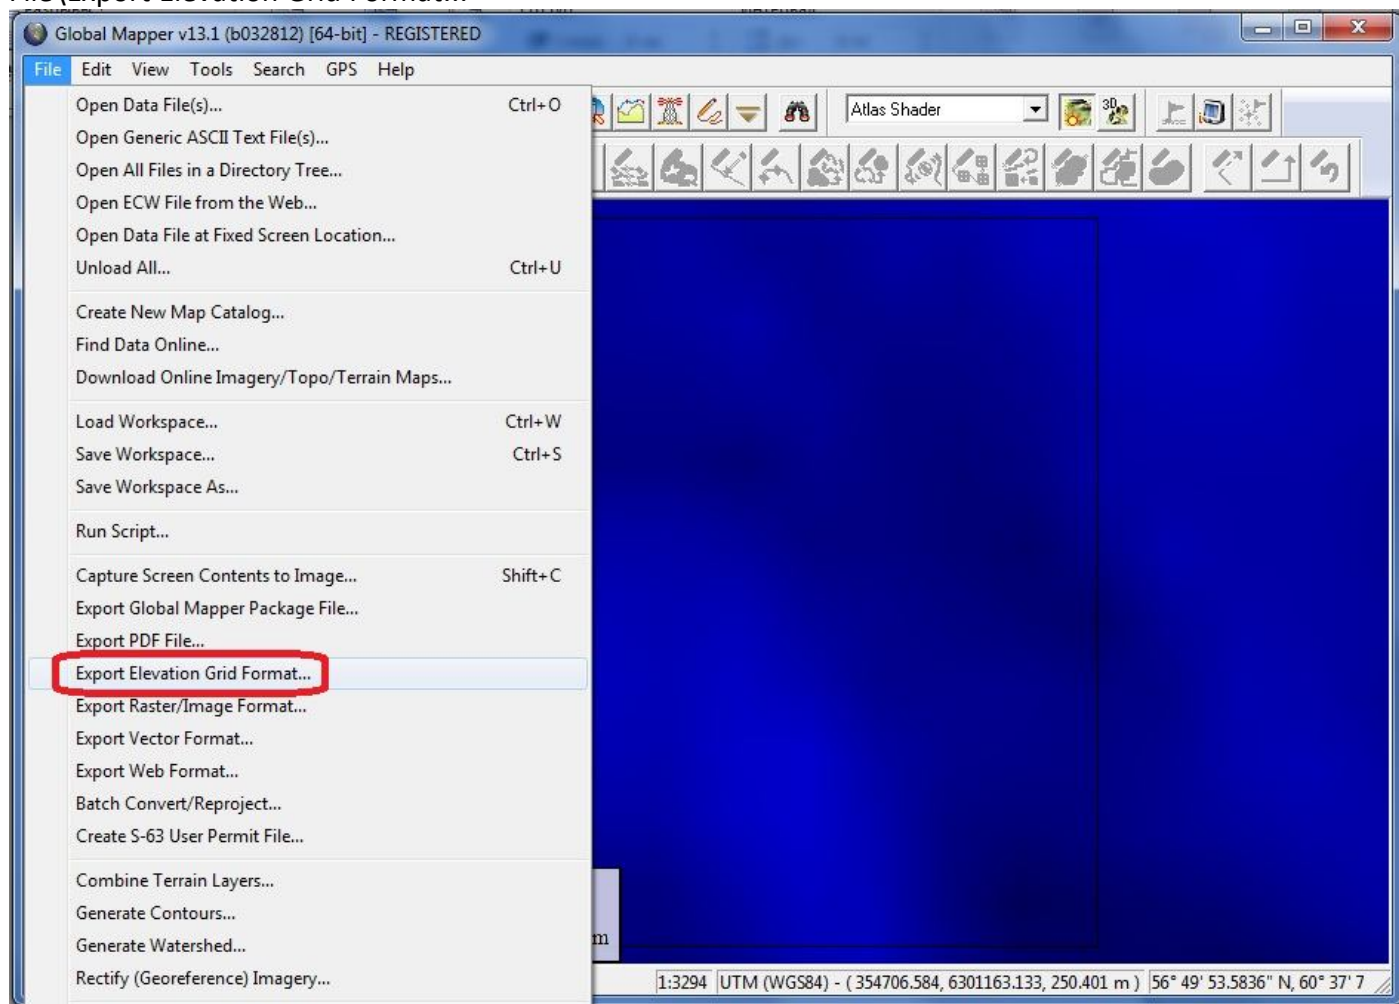 Global Mapper v13.1 (b032812) [64-bit] - REGISTERED
File Edit View Tools Search GPS Help
Open Data File(s)... Ctrl+O
Atlas Shader
3D
Open Generic ASCII Text File(s)...
Open All Files in a Directory Tree...
Open ECW File from the Web...
Open Data File at Fixed Screen Location...
Unload All... Ctrl+U
Create New Map Catalog...
Find Data Online...
Download Online Imagery/Topo/Terrain Maps...
Load Workspace... Ctrl+W
Save Workspace... Ctrl+S
Save Workspace As...
Run Script...
Capture Screen Contents to Image... Shift+C
Export Global Mapper Package File...
Export PDF File...
Export Elevation Grid Format...
Export Raster/Image Format...
Export Vector Format...
Export Web Format...
Batch Convert/Reproject...
Create S-63 User Permit File...
Combine Terrain Layers...
Generate Contours...
Generate Watershed...
m
Rectify (Georeference) Imagery...
1:3294 UTM (WGS84) - ( 354706.584, 6301163.133, 250.401 m ) 56° 49' 53.5836" N, 60° 37' 7